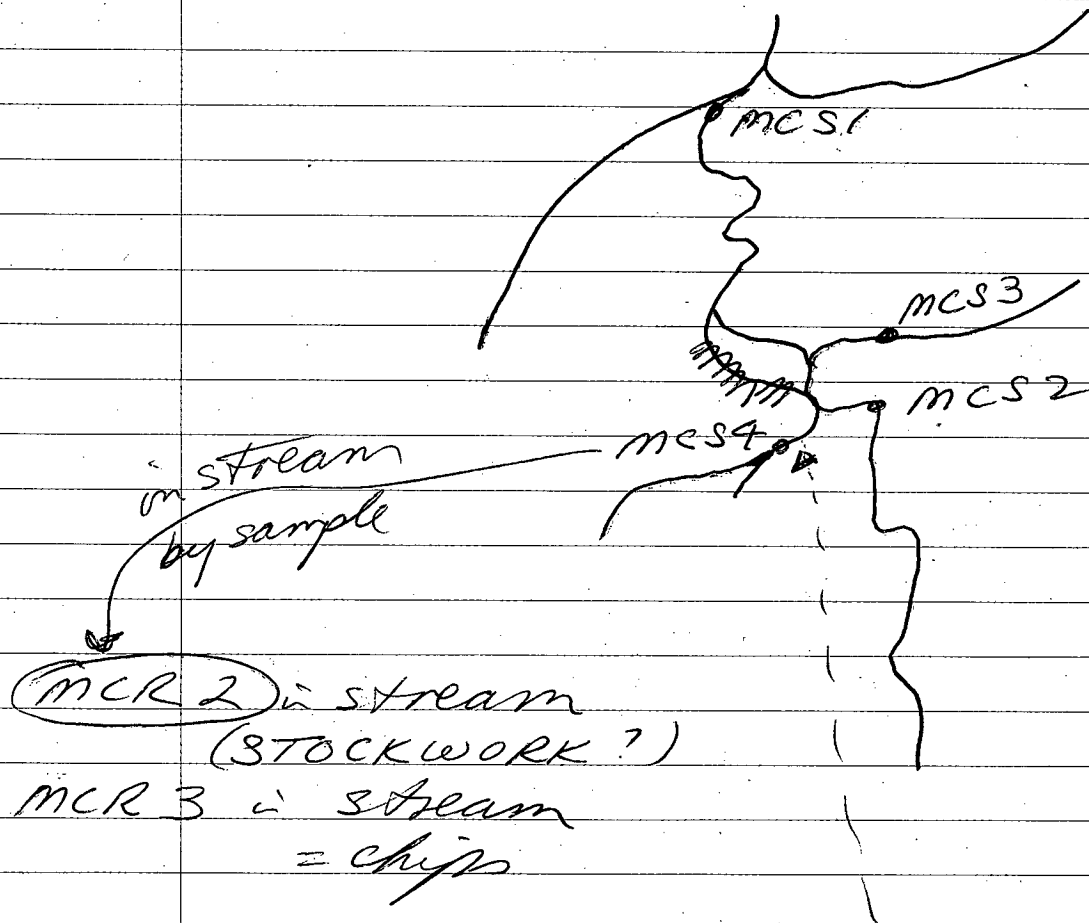 MCS1
MCS3
MCS2
MCS4
in stream
by sample
MCR 2 in stream
(STOCKWORK ?)
MCR 3 in stream
= chips